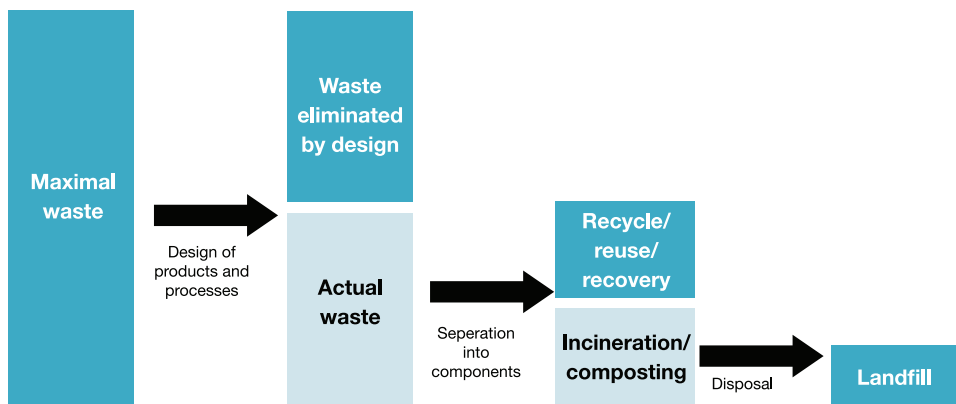 Maximal
waste
Design of
products and
processes
Waste
eliminated
by design
Actual
waste
Seperation
into
components
Recycle/
reuse/
recovery
Incineration/
composting
Disposal
Landfill